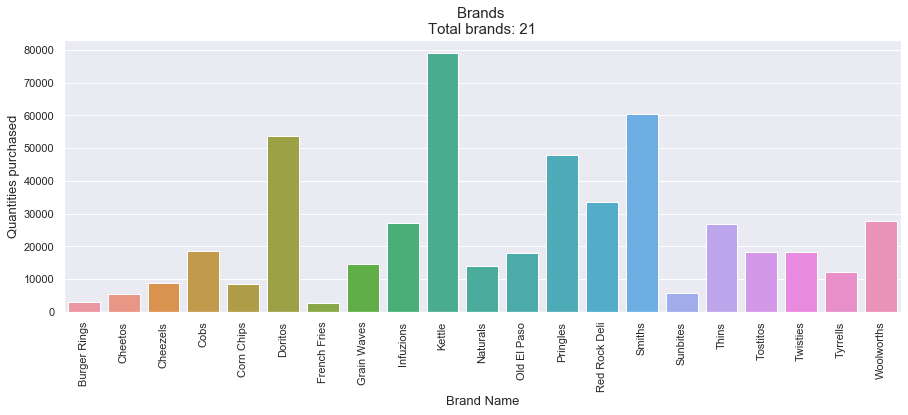 Brands
Total brands: 21
Quantities purchased
80000
70000
60000
50000
40000
30000
20000
10000
0
Burger Rings
Cheetos
Cheezels
Cobs
Corn Chips
Doritos
French Fries
Grain Waves
Infuzions
Kettle
Naturals
Old El Paso
Pringles
Red Rock Deli
Smiths
Sunbites
Thins
Tostitos
Twisties
Tyrrells
Woolworths
Brand Name